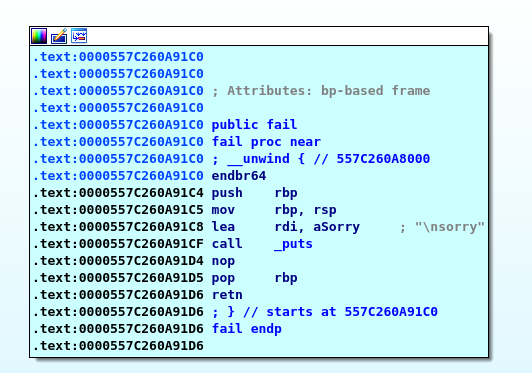 .text:0000557C260A91C0
.text:0000557C260A91C0
.text:0000557C260A91C0 ; Attributes: bp-based frame
.text:0000557C260A91C0
.text:0000557C260A91C0 public fail
.text:0000557C260A91C0 fail proc near
.text:0000557C260A91C0 ; __unwind { // 557C260A8000
.text:0000557C260A91C0 endbr64
.text:0000557C260A91C4 push    rbp
.text:0000557C260A91C5 mov     rbp, rsp
.text:0000557C260A91C8 lea     rdi, aSorry     ; "\nsorry"
.text:0000557C260A91CF call    _puts
.text:0000557C260A91D4 nop
.text:0000557C260A91D5 pop     rbp
.text:0000557C260A91D6 retn
.text:0000557C260A91D6 ; } // starts at 557C260A91C0
.text:0000557C260A91D6 fail endp
.text:0000557C260A91D6